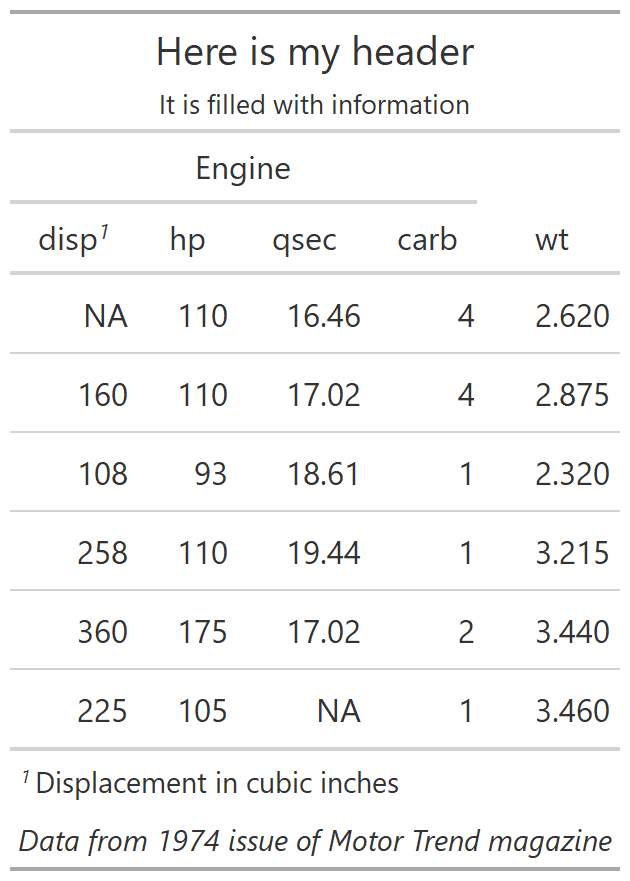 Here is my header
It is filled with information
Engine
disp¹ hp qsec carb wt
NA 110 16.46 4 2.620
160 110 17.02 4 2.875
108 93 18.61 1 2.320
258 110 19.44 1 3.215
360 175 17.02 2 3.440
225 105 NA 1 3.460
¹ Displacement in cubic inches
Data from 1974 issue of Motor Trend magazine